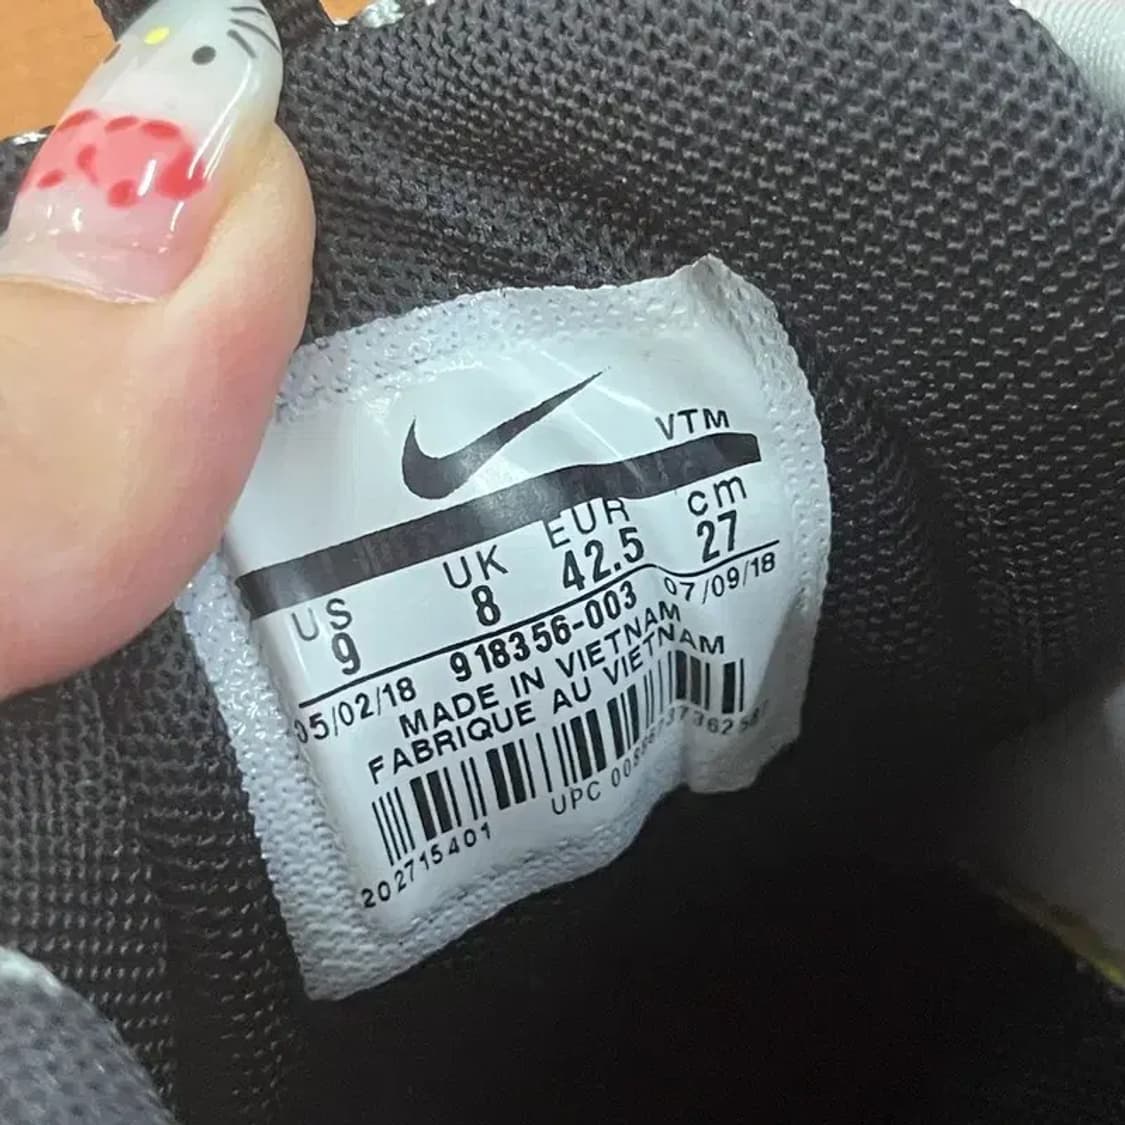 VTM
US UK EUR cm
9 8 42.5 27
05/02/18 918356-003 07/09/18
MADE IN VIETNAM
FABRIQUE AU VIETNAM
202715401 UPC